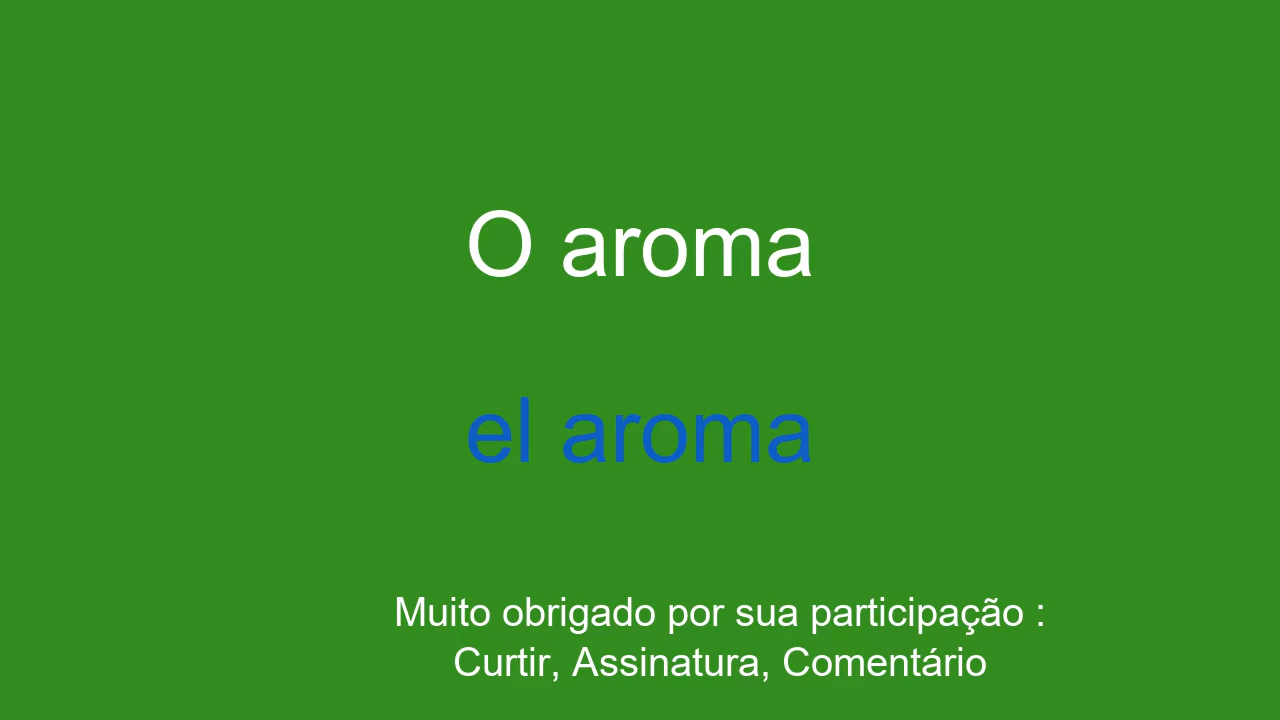 O aroma
el aroma
Muito obrigado por sua participação :
Curtir, Assinatura, Comentário